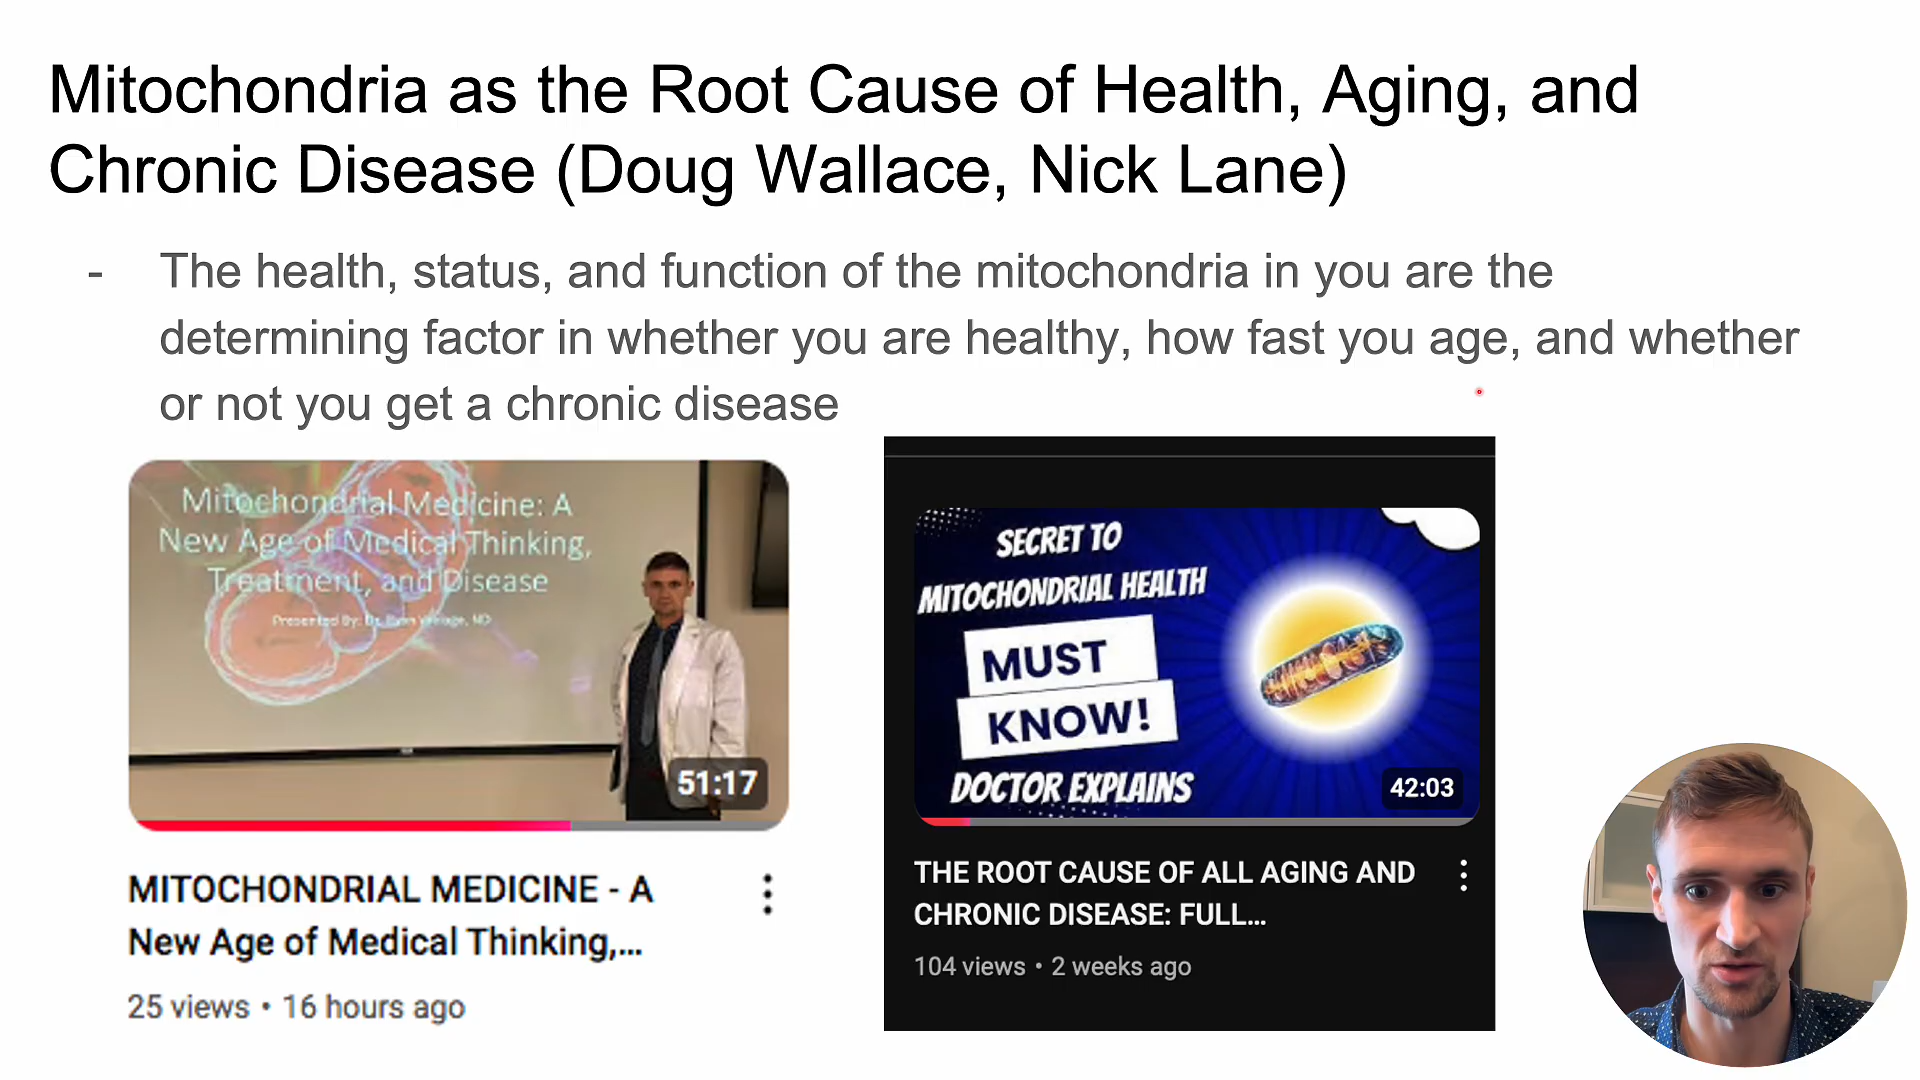 Mitochondria as the Root Cause of Health, Aging, and
Chronic Disease (Doug Wallace, Nick Lane)
- The health, status, and function of the mitochondria in you are the
determining factor in whether you are healthy, how fast you age, and whether
or not you get a chronic disease
Mitochondrial Medicine: A
New Age of Medical Thinking,
Treatment, and Disease
Presented By: Dr.
51:17
MITOCHONDRIAL MEDICINE - A
New Age of Medical Thinking,...
25 views • 16 hours ago
SECRET TO
MITOCHONDRIAL HEALTH
MUST
KNOW!
DOCTOR EXPLAINS
42:03
THE ROOT CAUSE OF ALL AGING AND
CHRONIC DISEASE: FULL...
104 views • 2 weeks ago